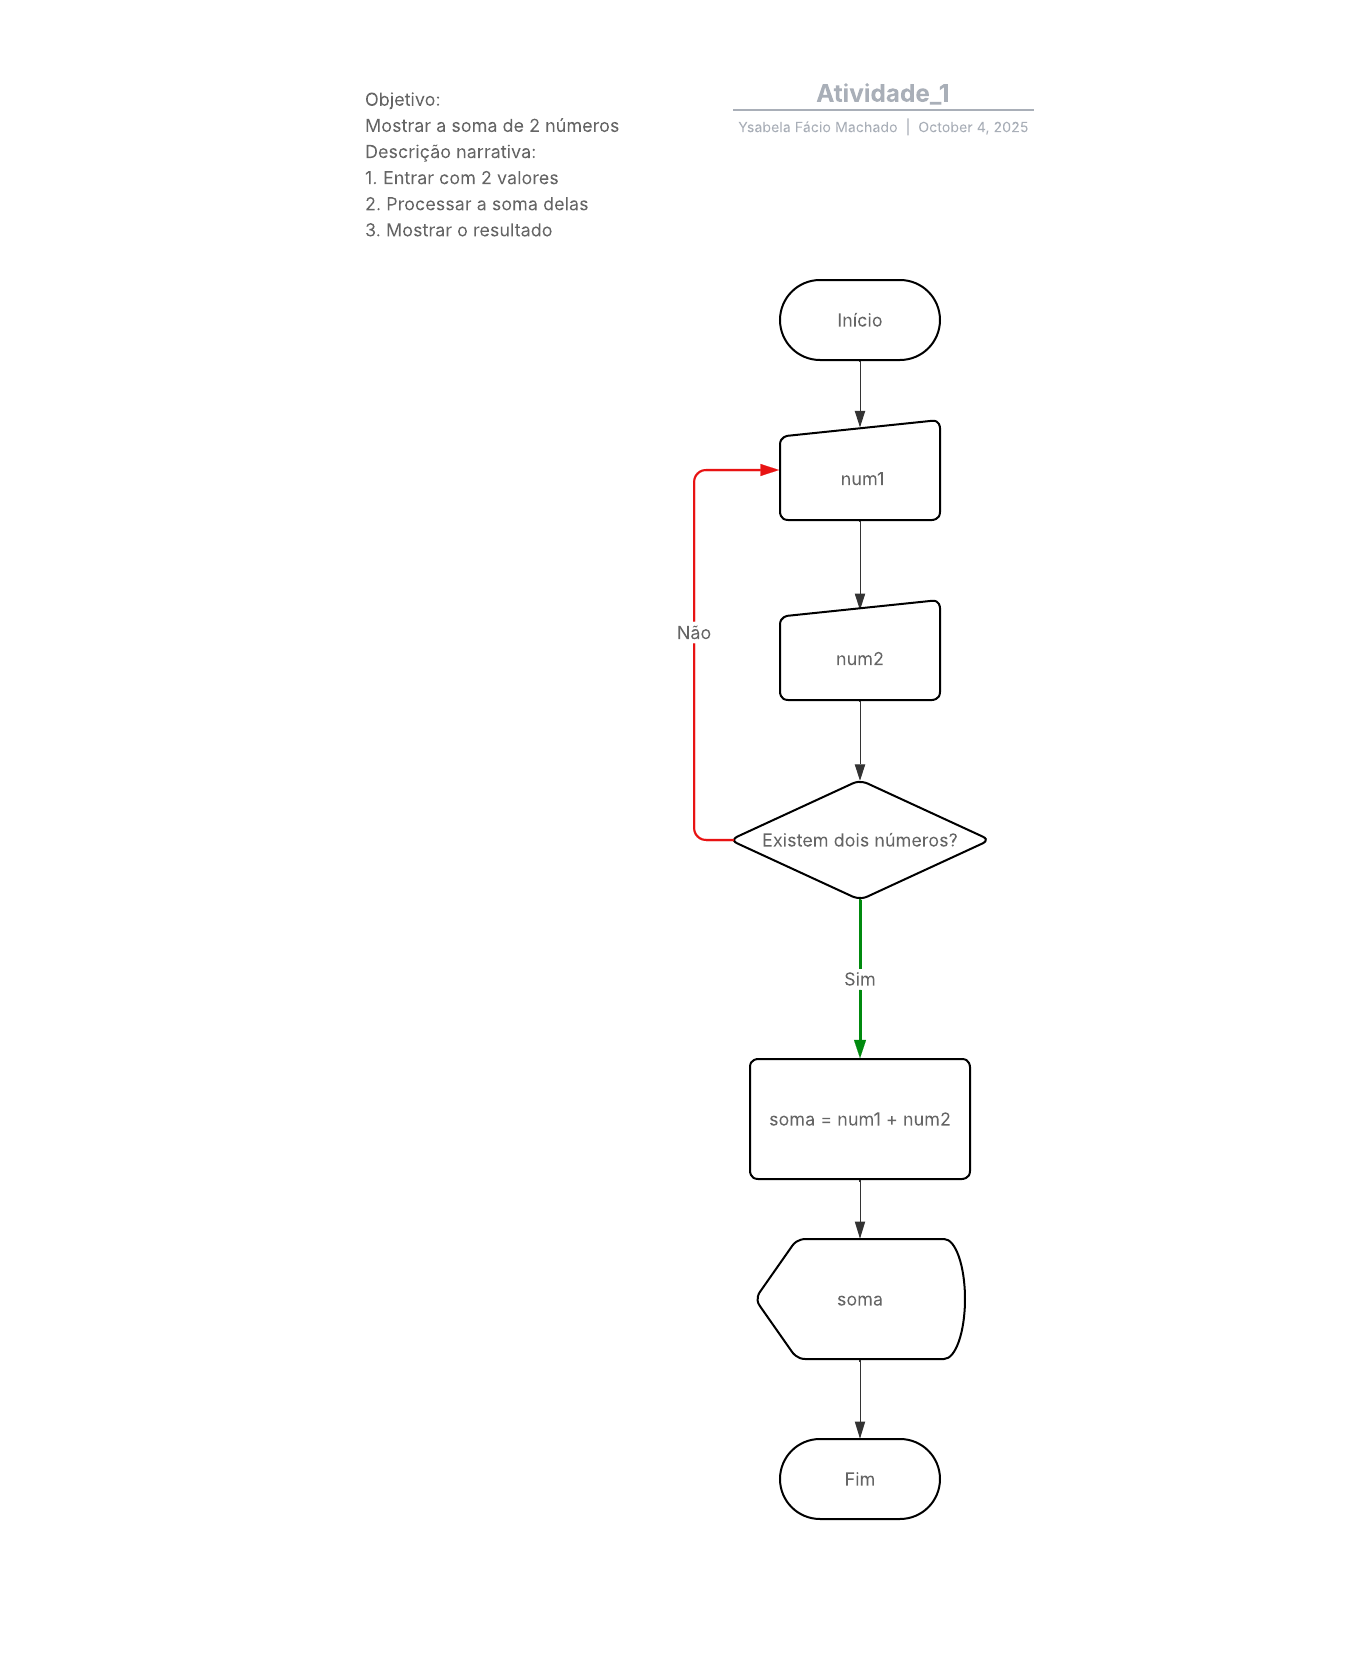 Objetivo:
Mostrar a soma de 2 números
Descrição narrativa:
1. Entrar com 2 valores
2. Processar a soma delas
3. Mostrar o resultado
Atividade_1
Ysabela Fácio Machado | October 4, 2025
Início
num1
Não
num2
Existem dois números?
Sim
soma = num1 + num2
soma
Fim